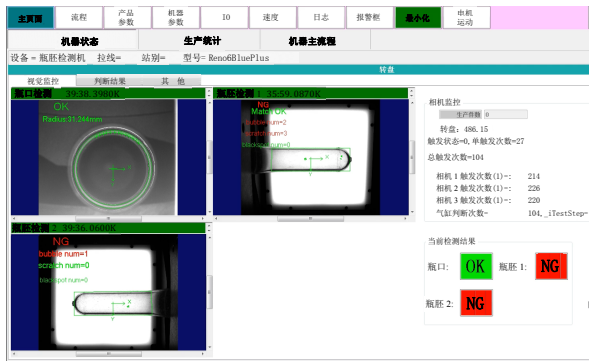 主页面 流程 产品参数 机器参数 IO 速度 日志 报警框 最小化 电机运动
机器状态 生产统计 机器主流程
设备 = 瓶胚检测机 拉线= 站别= 型号= Reno6BluePlus
转盘
视觉监控 判断结果 其 他
瓶口检测 39:38.3980K
OK
Radius:31.244mm
瓶胚检测 1 35:59.0870K
NG
Match OK
bubble num=2
scratch num=3
blackspot num=0
X
Y
瓶胚检测 2 39:36.0600K
NG
bubble num=1
scratch num=0
blackspot num=0
X
Y
相机监控
生产首数 0
转盘: 486.15
触发状态=0, 单触发次数=27
总触发次数=104
相机 1 触发次数(1)=: 214
相机 2 触发次数(1)=: 226
相机 3 触发次数(1)=: 220
气缸判断次数= 104,_iTestStep=
当前检测结果
瓶口: OK 瓶胚 1: NG
瓶胚 2: NG